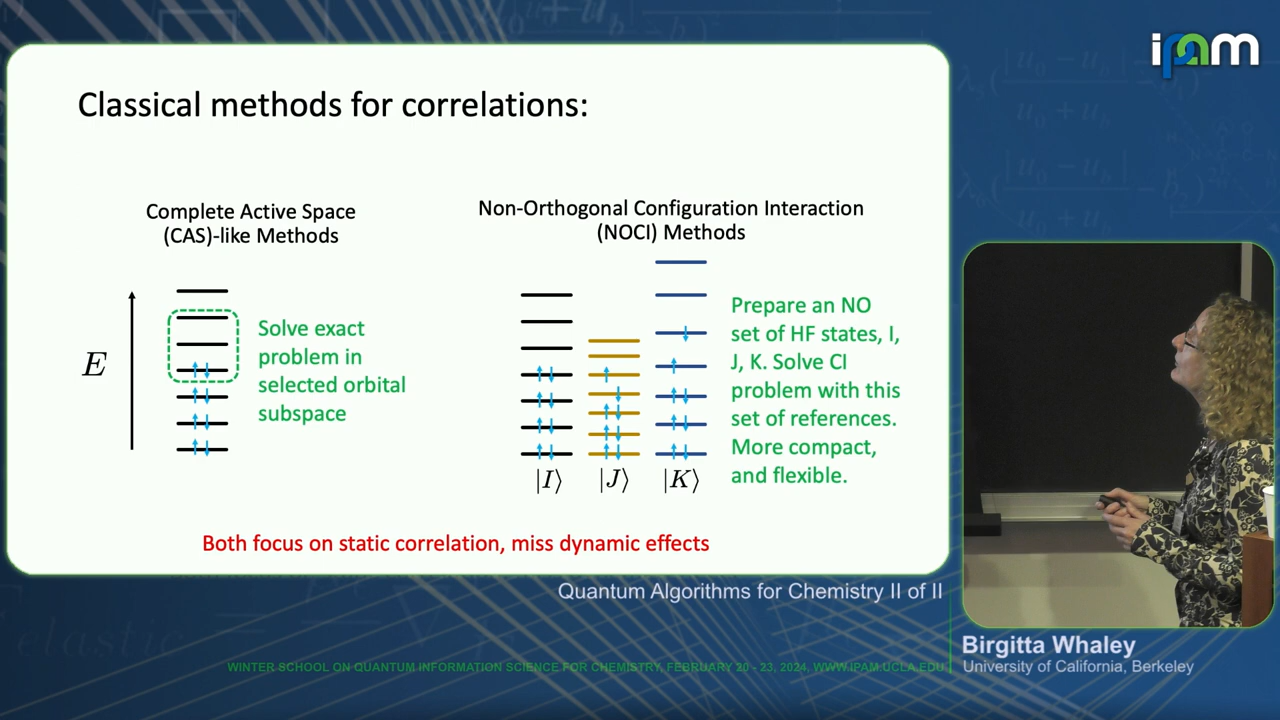 ipam
Classical methods for correlations:
Complete Active Space
(CAS)-like Methods
E
Solve exact
problem in
selected orbital
subspace
Non-Orthogonal Configuration Interaction
(NOCI) Methods
|I⟩ |J⟩ |K⟩
Prepare an NO
set of HF states, I,
J, K. Solve CI
problem with this
set of references.
More compact,
and flexible.
Both focus on static correlation, miss dynamic effects
Quantum Algorithms for Chemistry II of II
Birgitta Whaley
University of California, Berkeley
WINTER SCHOOL ON QUANTUM INFORMATION SCIENCE FOR CHEMISTRY, FEBRUARY 20 - 23, 2024, WWW.IPAM.UCLA.EDU
elastic